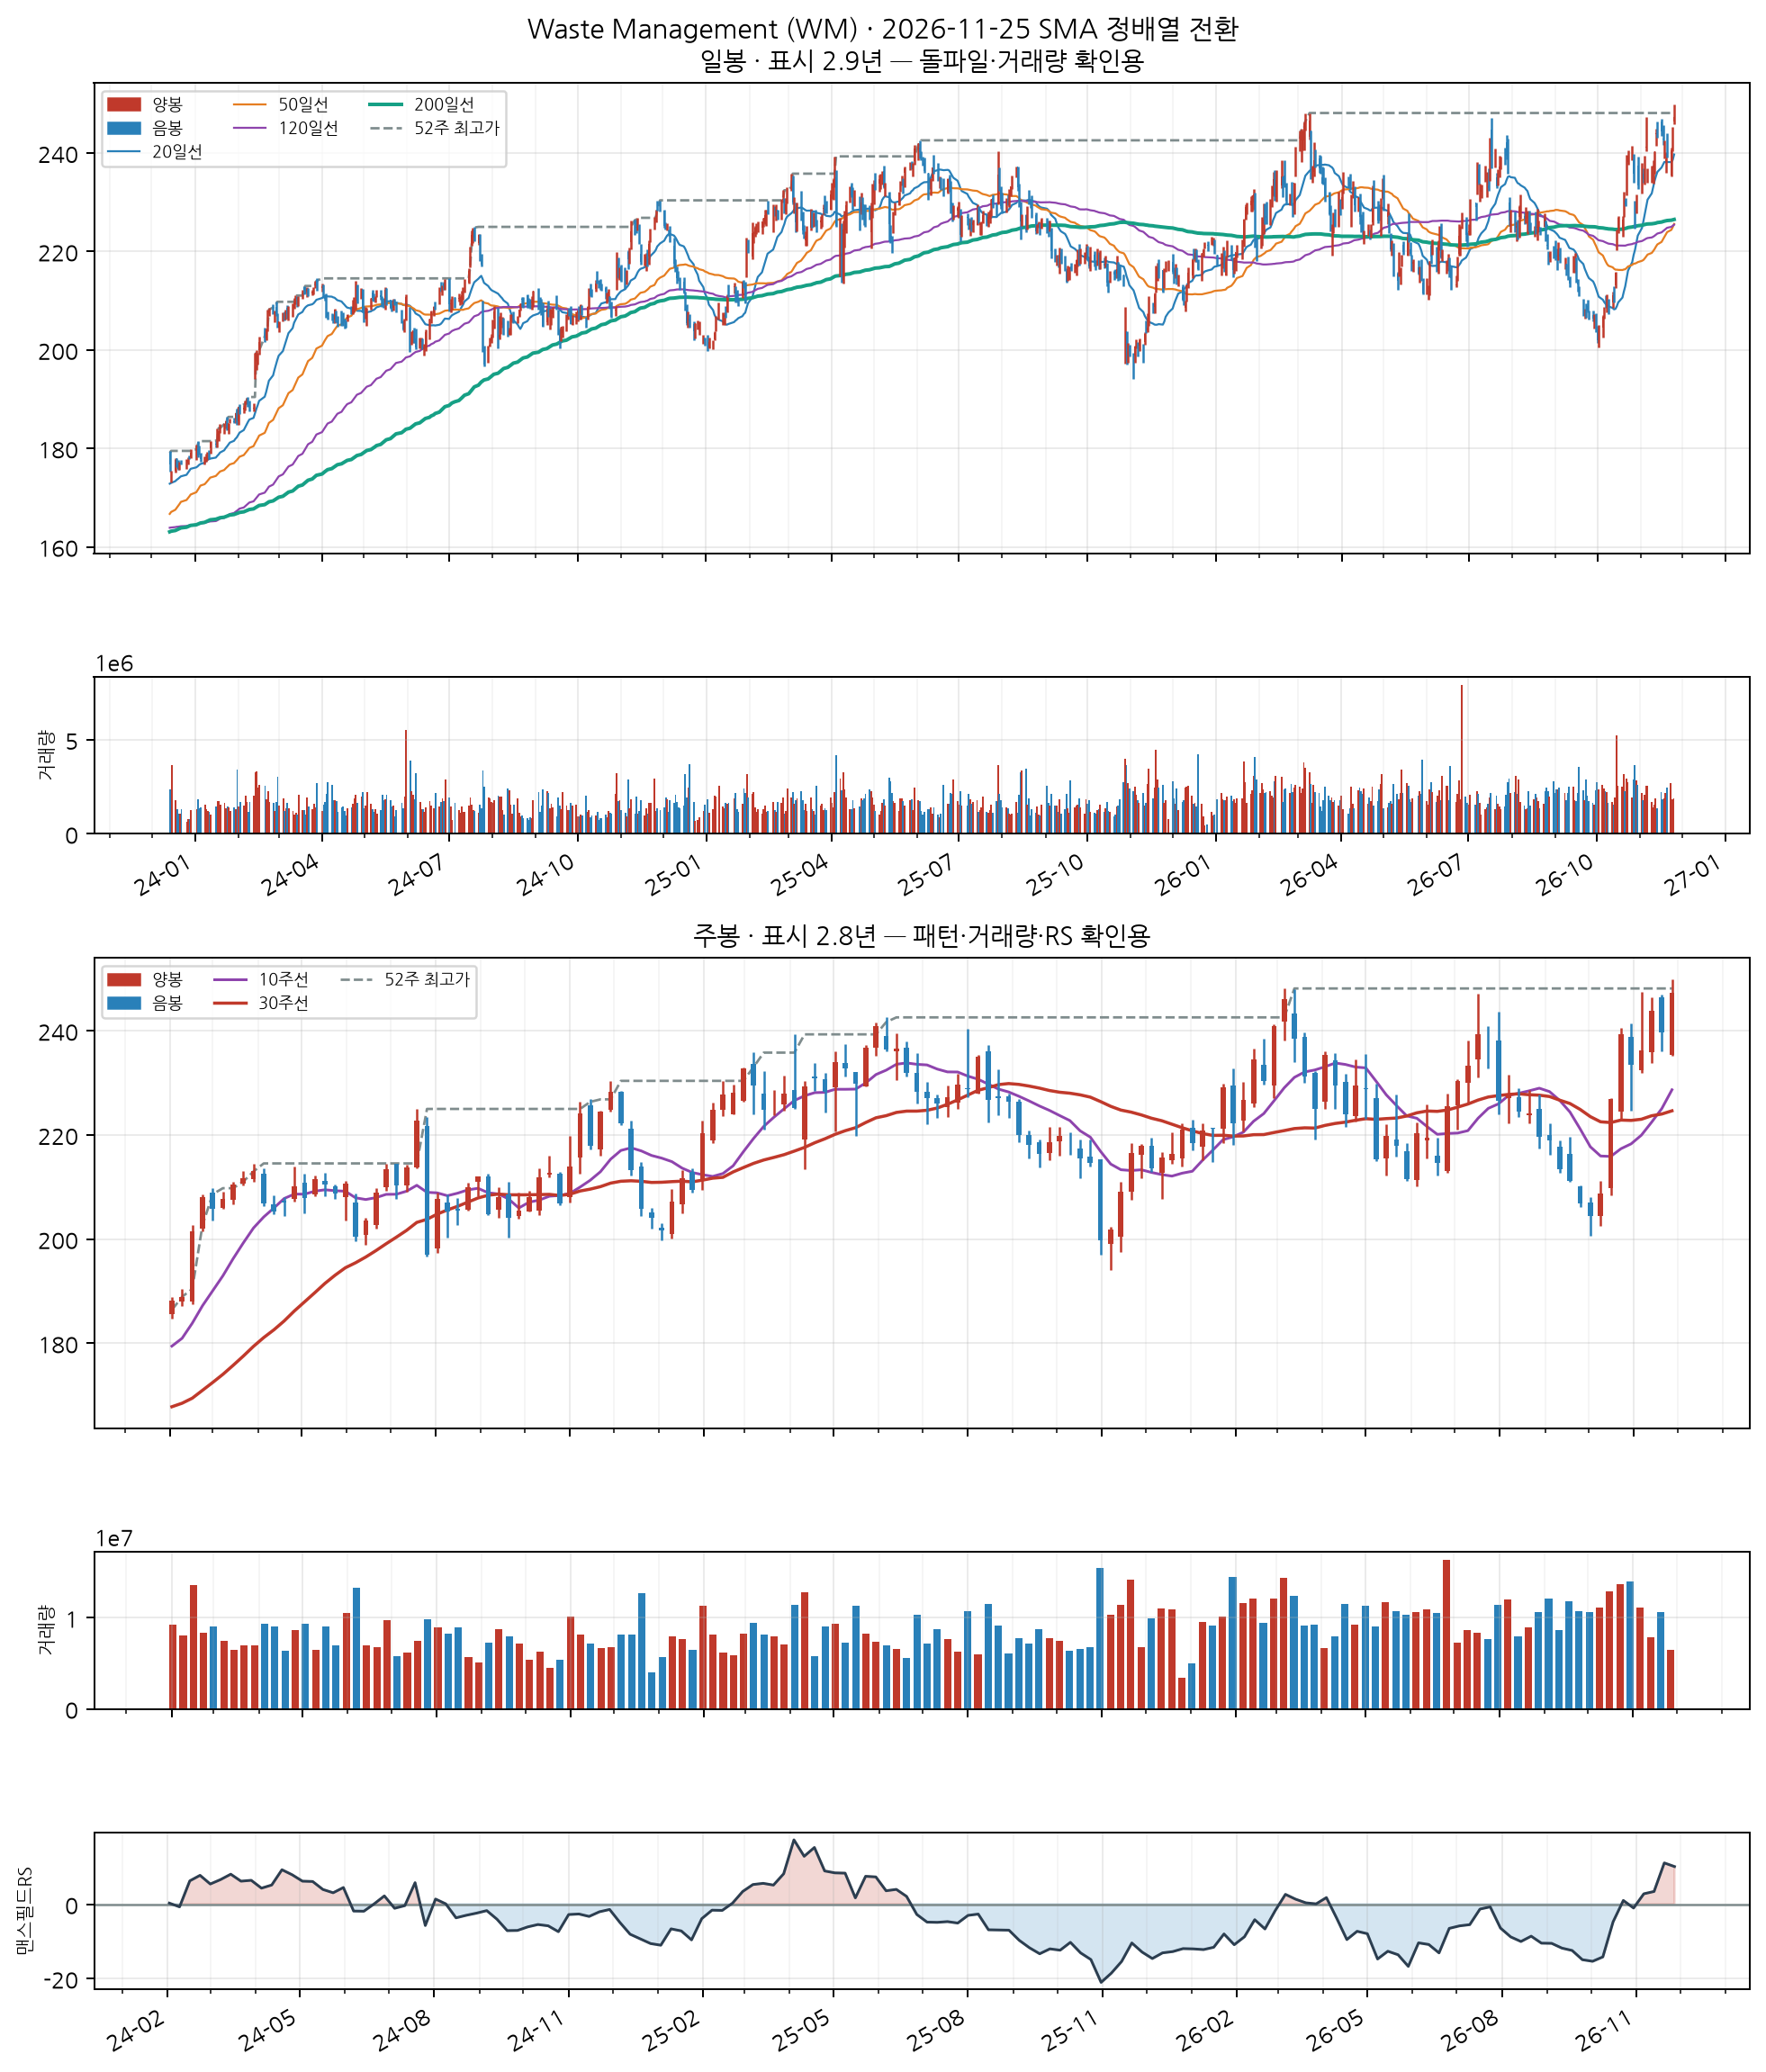 Waste Management (WM) · 2026-11-25 SMA 정배열 전환
일봉 · 표시 2.9년 — 돌파일·거래량 확인용
양봉
음봉
20일선
50일선
120일선
200일선
52주 최고가
240
220
200
180
160
1e6
거래량
5
0
24-01
24-04
24-07
24-10
25-01
25-04
25-07
25-10
26-01
26-04
26-07
26-10
27-01
주봉 · 표시 2.8년 — 패턴·거래량·RS 확인용
양봉
음봉
10주선
30주선
52주 최고가
240
220
200
180
1e7
거래량
1
0
맨스필드RS
0
-20
24-02
24-05
24-08
24-11
25-02
25-05
25-08
25-11
26-02
26-05
26-08
26-11